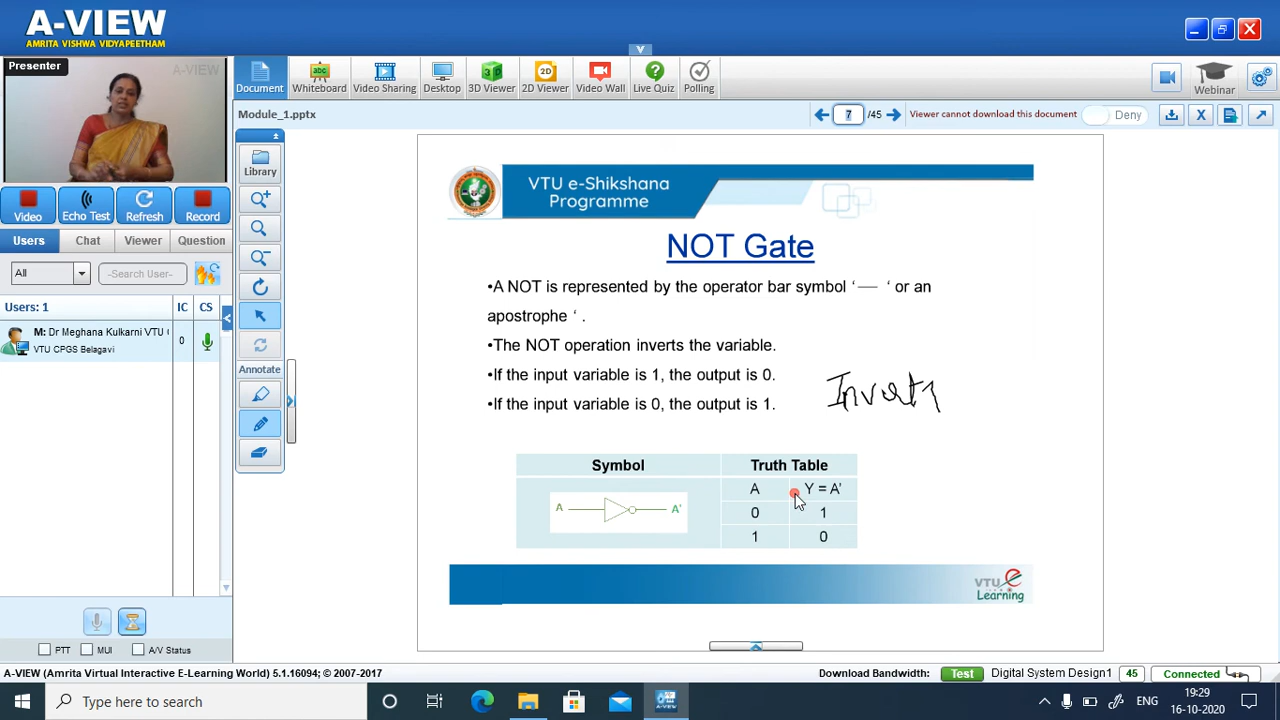 A-VIEW
AMRITA VISHWA VIDYAPEETHAM
Presenter
A-VIEW
Document
Whiteboard
Video Sharing
Desktop
3D Viewer
2D Viewer
Video Wall
Live Quiz
Polling
Webinar
Module_1.pptx
7 /45
Viewer cannot download this document
Deny
Library
Video
Echo Test
Refresh
Record
Users
Chat
Viewer
Question
All
-Search User-
Users: 1
IC
CS
M: Dr Meghana Kulkarni VTU
VTU CPGS Belagavi
0
Annotate
VTU e-Shikshana
Programme
NOT Gate
•A NOT is represented by the operator bar symbol ‘— ‘ or an
apostrophe ‘ .
•The NOT operation inverts the variable.
•If the input variable is 1, the output is 0.
•If the input variable is 0, the output is 1.
Symbol
Truth Table
A
A'
A
Y = A'
0
1
1
0
VTU
Learning
PTT
MUI
A/V Status
A-VIEW (Amrita Virtual Interactive E-Learning World) 5.1.16094; © 2007-2017
Download Bandwidth:
Test
Digital System Design1
45
Connected
Type here to search
ENG
19:29
16-10-2020